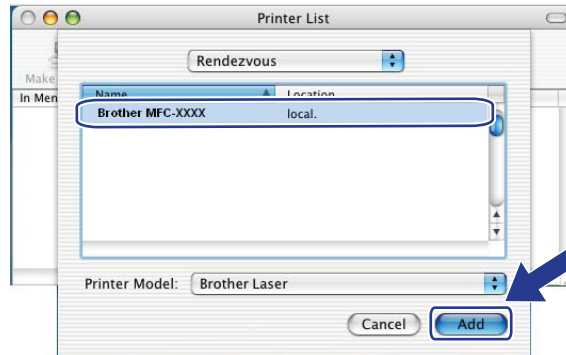 Printer List
Rendezvous
Make
In Men
Name Location
Brother MFC-XXXX local.
Printer Model: Brother Laser
Cancel Add